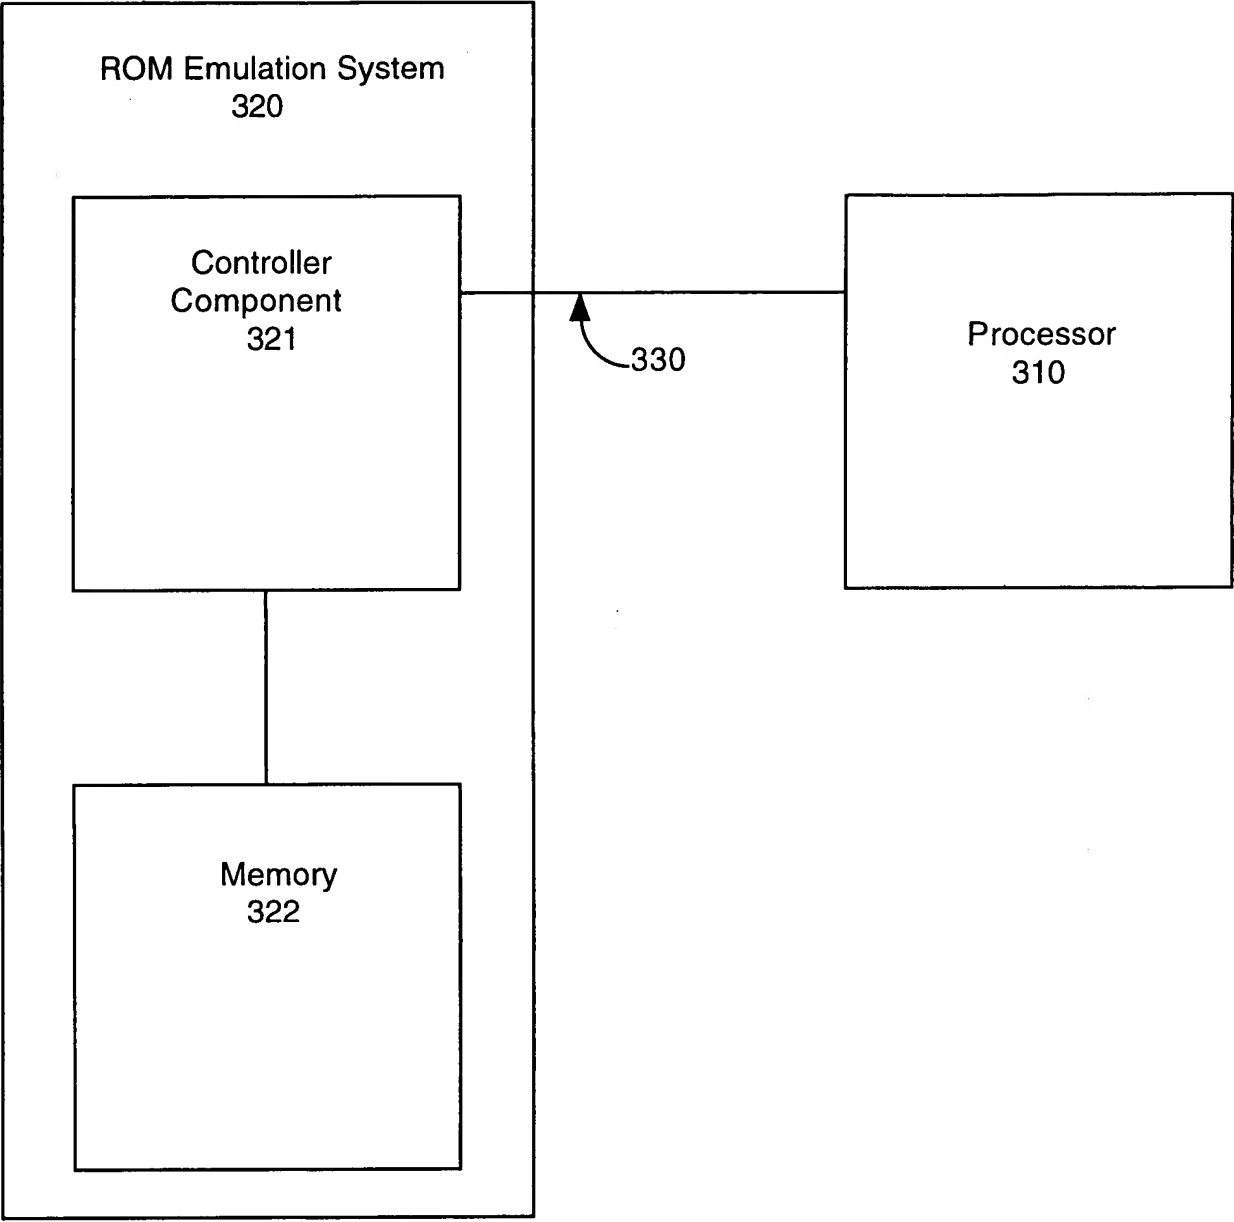 ROM Emulation System
320
Controller
Component
321
330
Processor
310
Memory
322